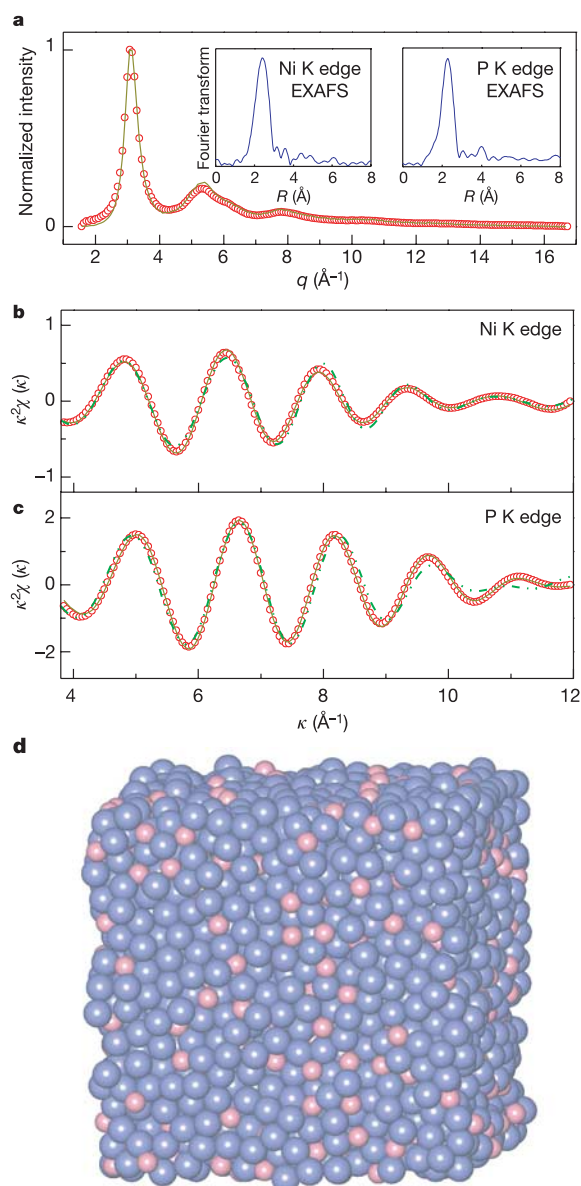 a
1
0
Normalized intensity
2 4 6 8 10 12 14 16
q (Å⁻¹)
Ni K edge
EXAFS
Fourier transform
0 2 4 6 8
R (Å)
P K edge
EXAFS
0 2 4 6 8
R (Å)
b
Ni K edge
1
0
−1
κ²χ (κ)
c
P K edge
2
0
−2
κ²χ (κ)
4 6 8 10 12
κ (Å⁻¹)
d